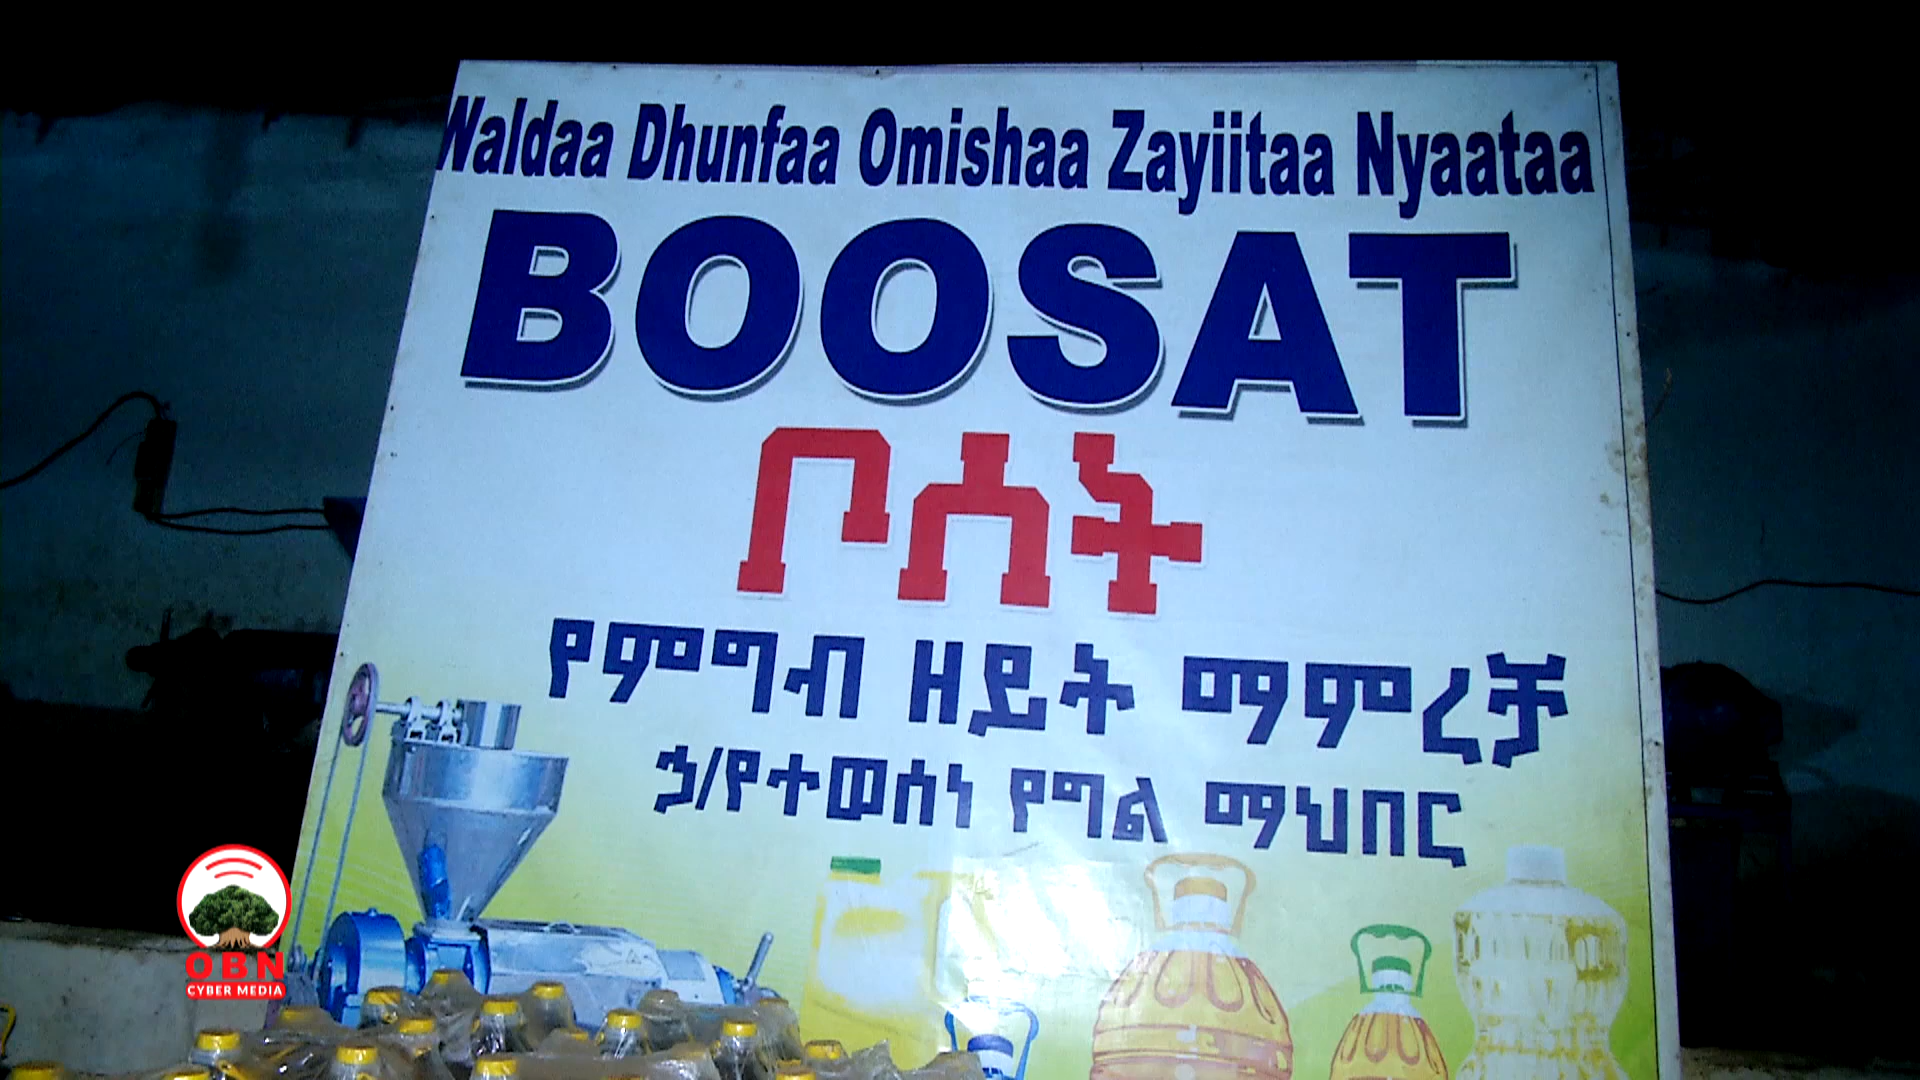 Waldaa Dhunfaa Omishaa Zayiitaa Nyaataa
BOOSAT
ቦሰት
የምግብ ዘይት ማምረቻ
ኃ/የተወሰነ የግል ማህበር
OBN
CYBER MEDIA